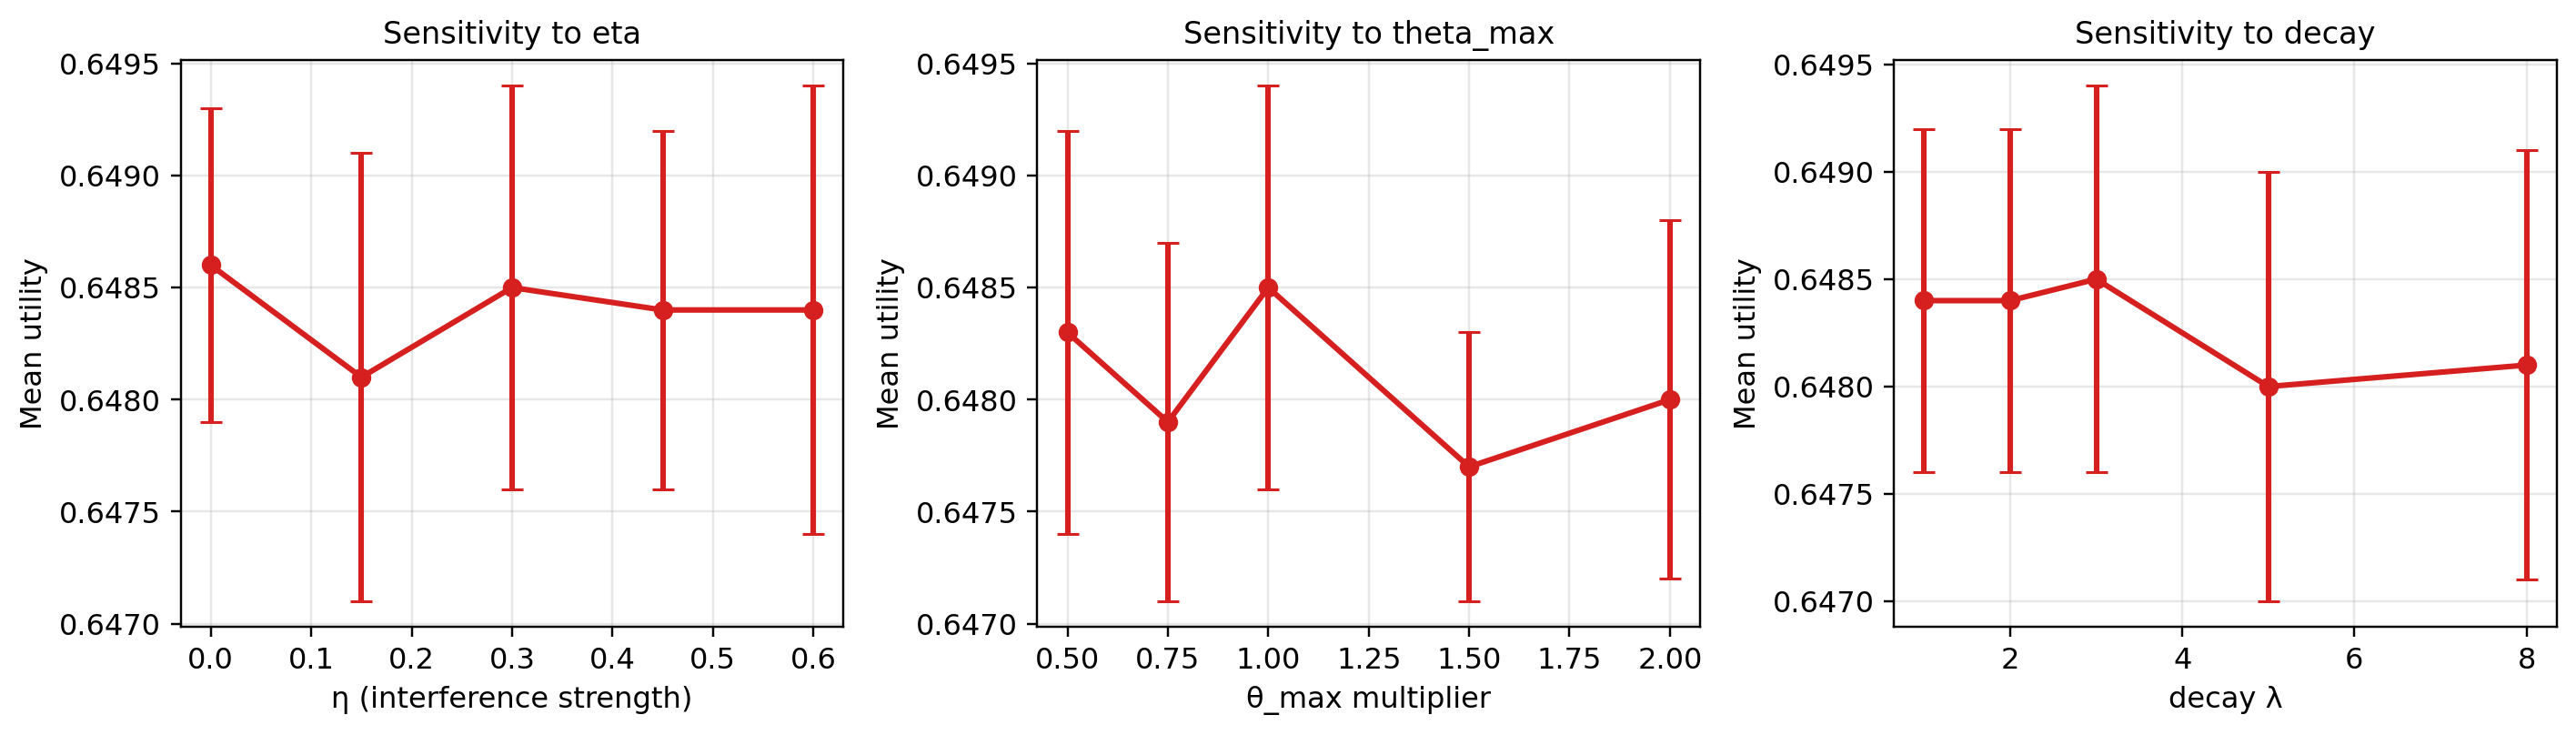 Sensitivity to eta
0.6495
0.6490
0.6485
0.6480
0.6475
0.6470
Mean utility
0.0 0.1 0.2 0.3 0.4 0.5 0.6
η (interference strength)
Sensitivity to theta_max
0.6495
0.6490
0.6485
0.6480
0.6475
0.6470
Mean utility
0.50 0.75 1.00 1.25 1.50 1.75 2.00
θ_max multiplier
Sensitivity to decay
0.6495
0.6490
0.6485
0.6480
0.6475
0.6470
Mean utility
2 4 6 8
decay λ